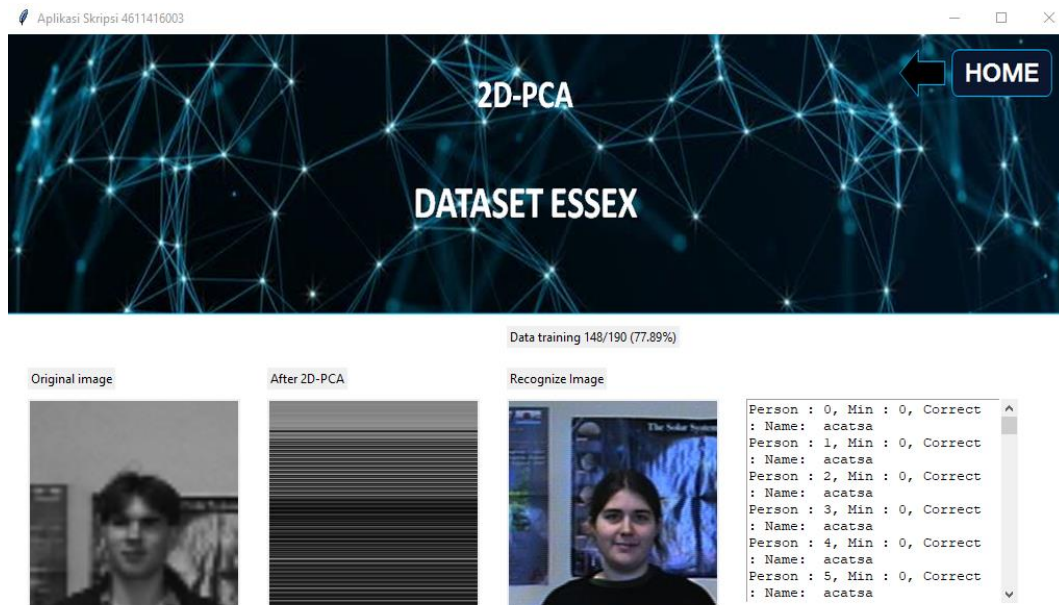 Aplikasi Skripsi 4611416003
HOME
2D-PCA
DATASET ESSEX
Data training 148/190 (77.89%)
Original image
After 2D-PCA
Recognize Image
The Solar System
Person : 0, Min : 0, Correct
: Name:  acatsa
Person : 1, Min : 0, Correct
: Name:  acatsa
Person : 2, Min : 0, Correct
: Name:  acatsa
Person : 3, Min : 0, Correct
: Name:  acatsa
Person : 4, Min : 0, Correct
: Name:  acatsa
Person : 5, Min : 0, Correct
: Name:  acatsa